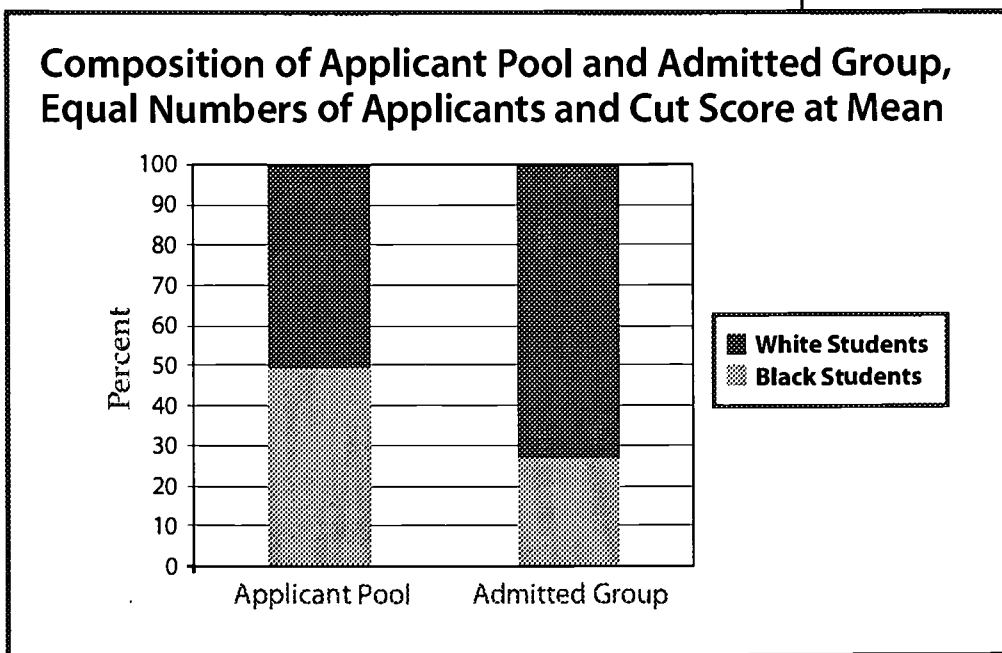 Composition of Applicant Pool and Admitted Group,
Equal Numbers of Applicants and Cut Score at Mean
100
90
80
70
60
50
40
30
20
10
0
Percent
Applicant Pool
Admitted Group
White Students
Black Students